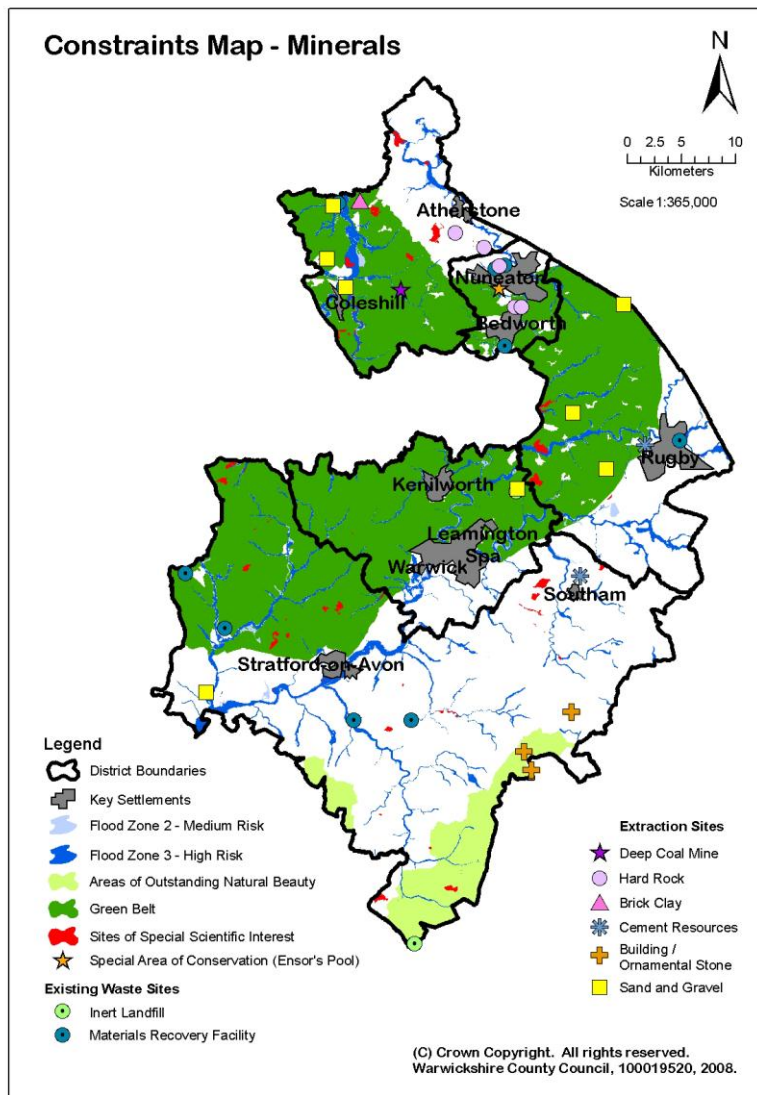 Constraints Map - Minerals
N
0 2.5 5 10
Kilometers
Scale 1:365,000
Atherstone
Nuneaton
Coleshill
Bedworth
Rugby
Kenilworth
Leamington
Spa
Warwick
Southam
Stratford-on-Avon
Legend
District Boundaries
Key Settlements
Flood Zone 2 - Medium Risk
Flood Zone 3 - High Risk
Areas of Outstanding Natural Beauty
Green Belt
Sites of Special Scientific Interest
Special Area of Conservation (Ensor's Pool)
Existing Waste Sites
Inert Landfill
Materials Recovery Facility
Extraction Sites
Deep Coal Mine
Hard Rock
Brick Clay
Cement Resources
Building /
Ornamental Stone
Sand and Gravel
(C) Crown Copyright. All rights reserved.
Warwickshire County Council, 100019520, 2008.